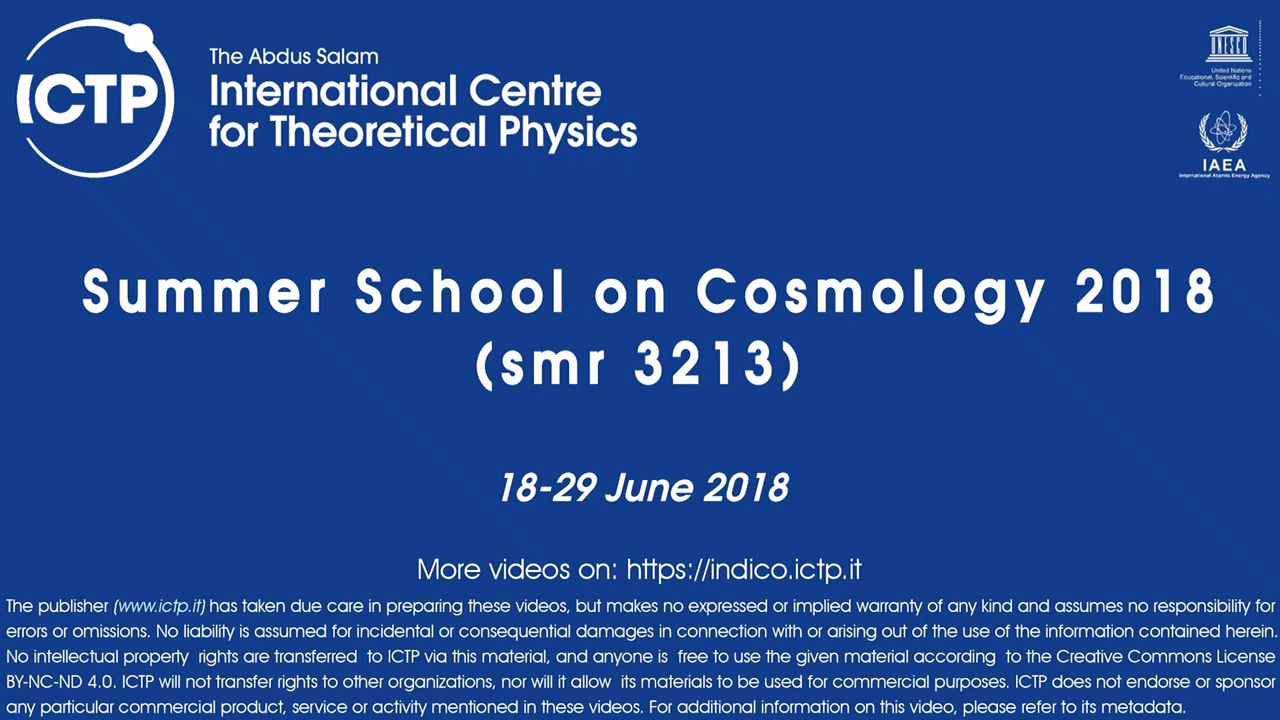 ICTP
The Abdus Salam
International Centre
for Theoretical Physics
UNESCO
United Nations
Educational, Scientific and
Cultural Organization
IAEA
International Atomic Energy Agency
Summer School on Cosmology 2018
(smr 3213)
18-29 June 2018
More videos on: https://indico.ictp.it
The publisher (www.ictp.it) has taken due care in preparing these videos, but makes no expressed or implied warranty of any kind and assumes no responsibility for
errors or omissions. No liability is assumed for incidental or consequential damages in connection with or arising out of the use of the information contained herein.
No intellectual property rights are transferred to ICTP via this material, and anyone is free to use the given material according to the Creative Commons License
BY-NC-ND 4.0. ICTP will not transfer rights to other organizations, nor will it allow its materials to be used for commercial purposes. ICTP does not endorse or sponsor
any particular commercial product, service or activity mentioned in these videos. For additional information on this video, please refer to its metadata.